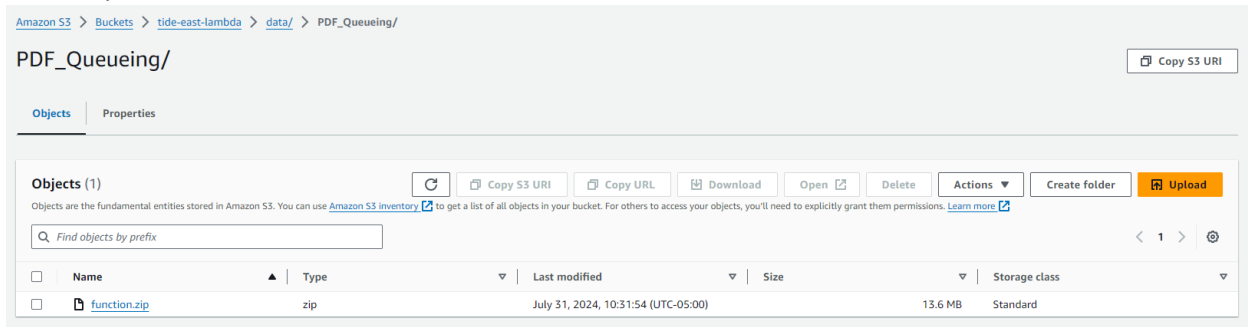 Amazon S3 > Buckets > tide-east-lambda > data/ > PDF_Queueing/
PDF_Queueing/
Copy S3 URI
Objects Properties
Objects (1) Copy S3 URI Copy URL Download Open Delete Actions Create folder Upload
Objects are the fundamental entities stored in Amazon S3. You can use Amazon S3 inventory to get a list of all objects in your bucket. For others to access your objects, you'll need to explicitly grant them permissions. Learn more
Find objects by prefix < 1 >
Name Type Last modified Size Storage class
function.zip zip July 31, 2024, 10:31:54 (UTC-05:00) 13.6 MB Standard